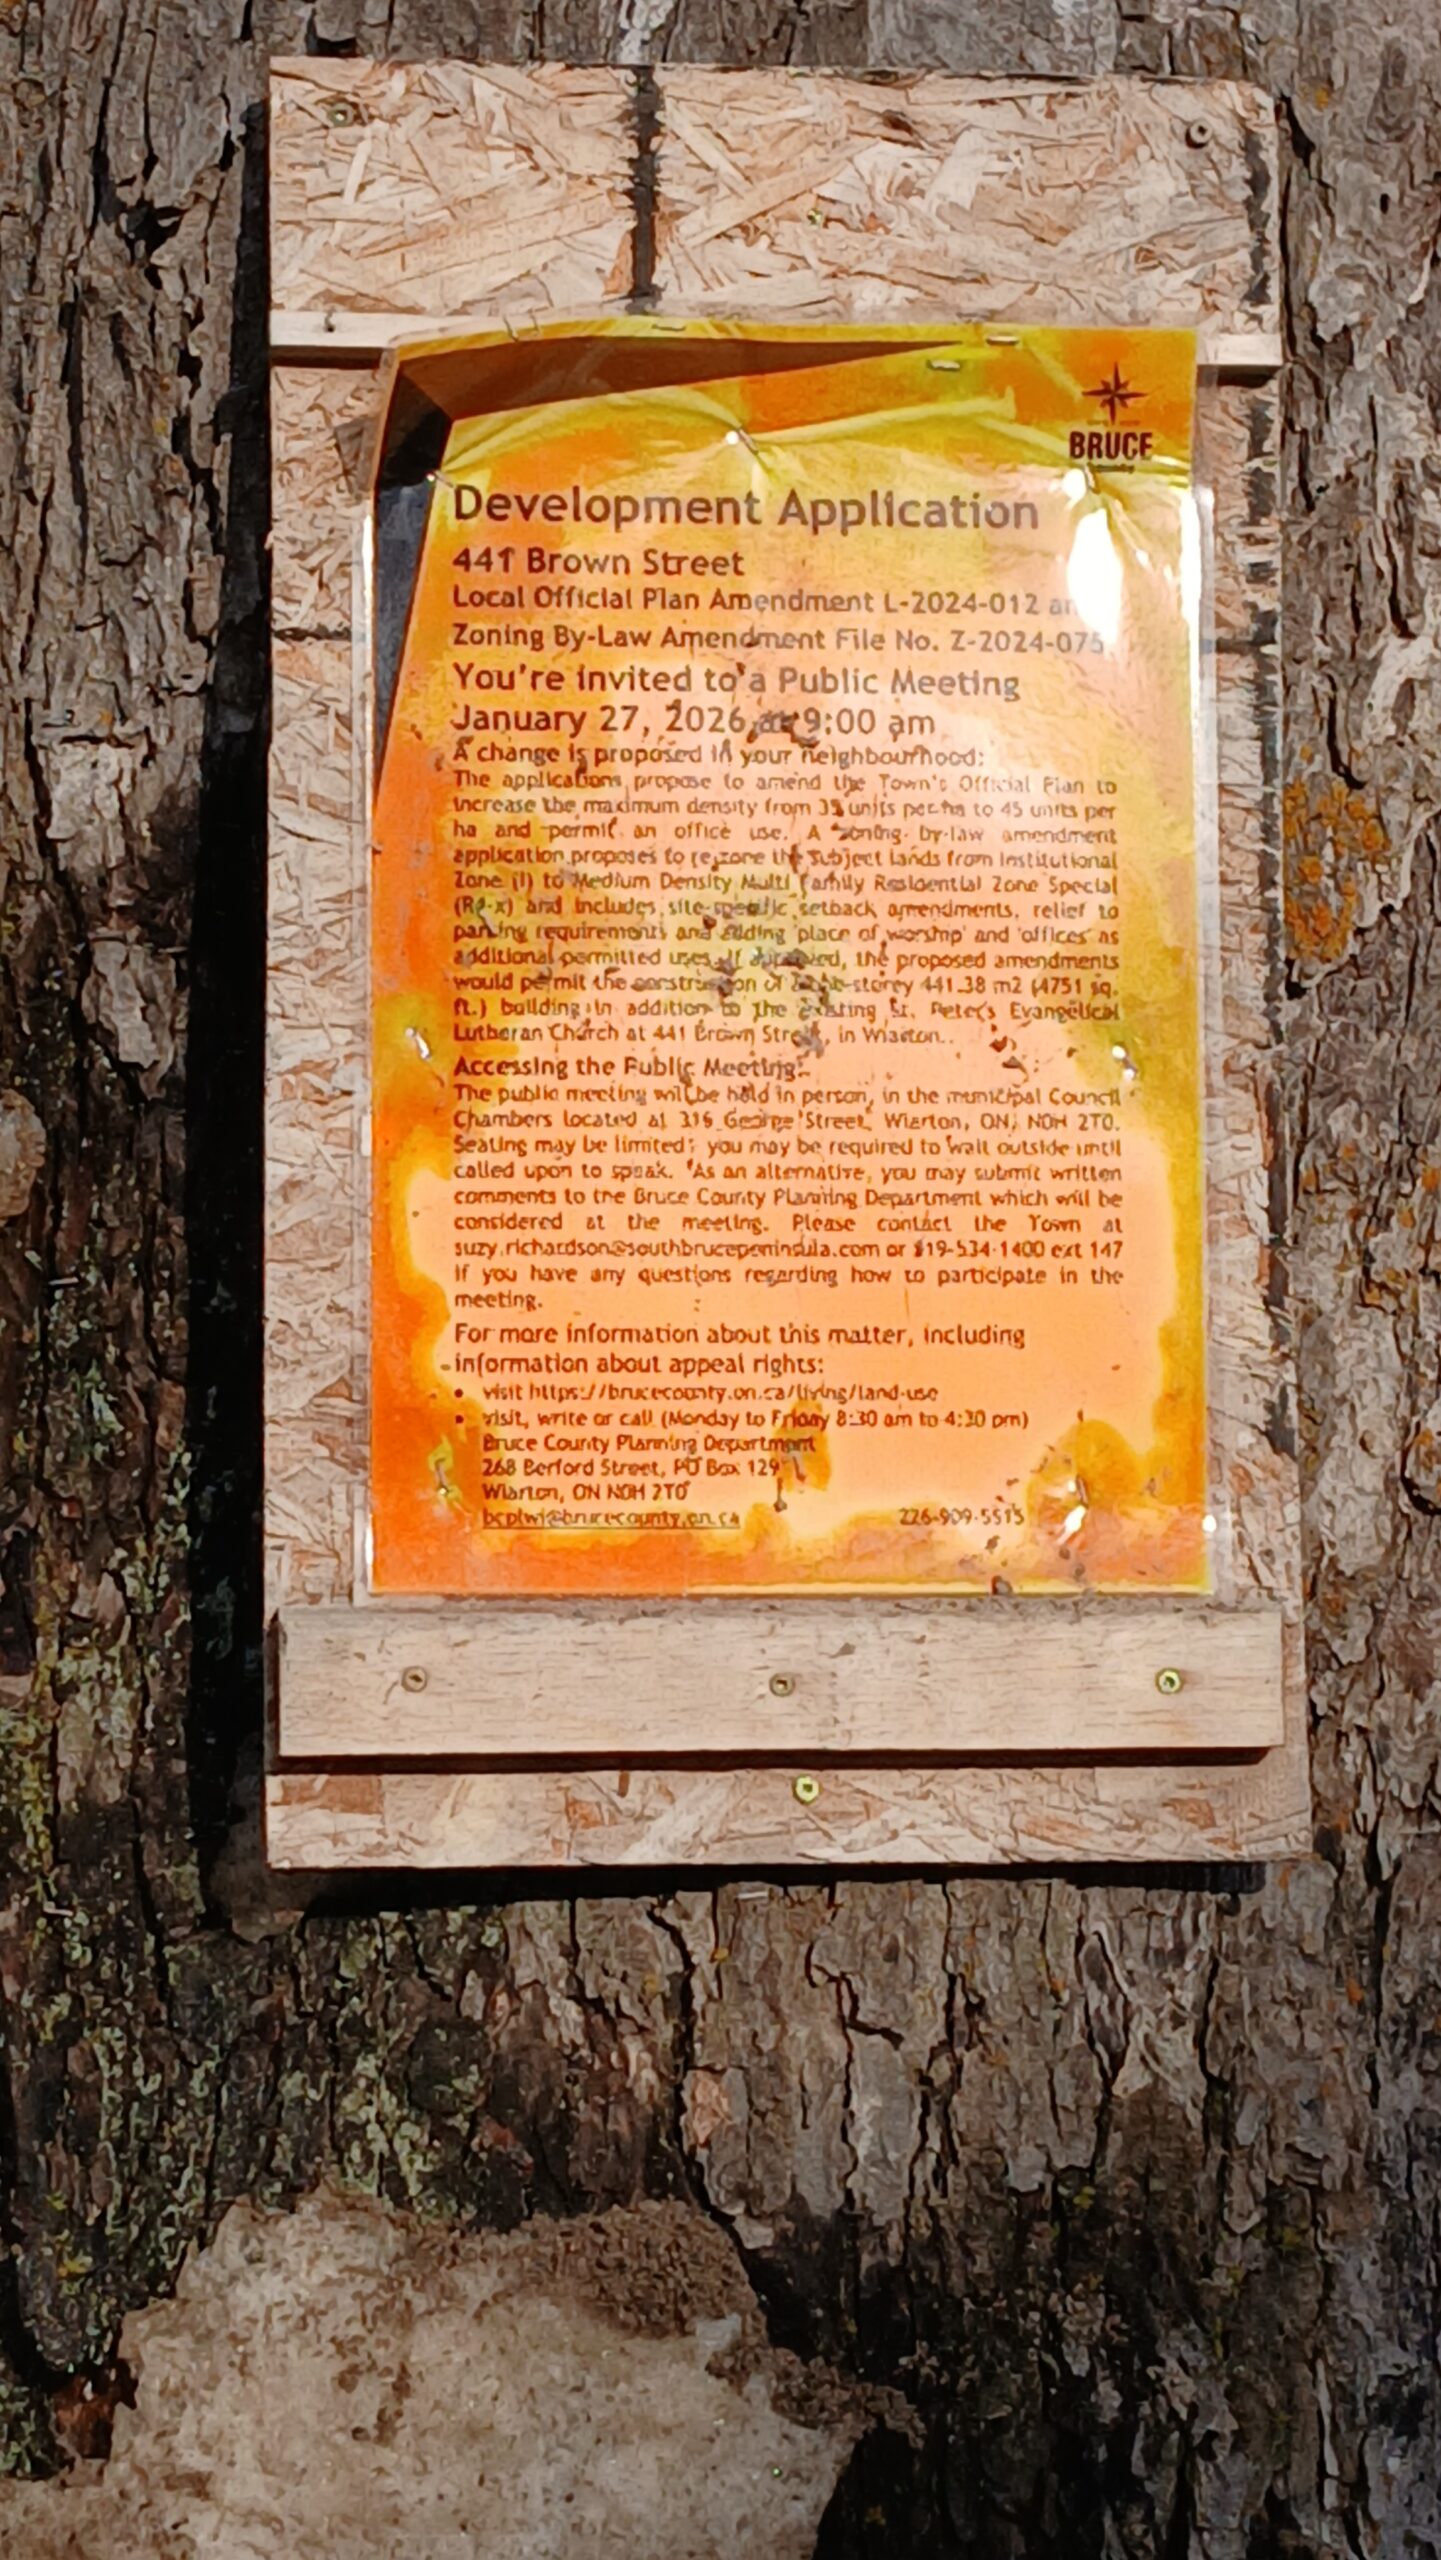 BRUCE
Development Application
441 Brown Street
Local Official Plan Amendment L-2024-012
Zoning By-Law Amendment File No. Z-2024-075
You're invited to a Public Meeting
January 27, 2026 at 9:00 am
A change is proposed in your neighbourhood:
The applications propose to amend the Town's Official Plan to
increase the maximum density from 35 units per ha to 45 units per
ha and permit an office use. A zoning by-law amendment
application proposes to rezone the subject lands from Institutional
Zone (I) to Medium Density Multi Family Residential Zone Special
and includes site-specific setback amendments, relief to
parking requirements and adding 'place of worship' and 'offices' as
additional permitted uses. If approved, the proposed amendments
would permit the construction of 441.38 m2 (4751 sq.
ft.) building in addition to the existing St. Peter's Evangelical
Lutheran Church at 441 Brown Street, in Wiarton.
Accessing the Public Meeting:
The public meeting will be held in person, in the municipal Council
Chambers located at 315 George Street, Wiarton, ON, N0H 2T0.
Seating may be limited; you may be required to wait outside until
called upon to speak. As an alternative, you may submit written
comments to the Bruce County Planning Department which will be
considered at the meeting. Please contact the Town at
suzy.richardson@southbrucepeninsula.com or 519-534-1400 ext 147
if you have any questions regarding how to participate in the
meeting.
For more information about this matter, including
information about appeal rights:
• visit https://brucecounty.on.ca/living/land-use
• visit, write or call (Monday to Friday 8:30 am to 4:30 pm)
Bruce County Planning Department
268 Berford Street, PO Box 129
Wiarton, ON N0H 2T0
bcplwi@brucecounty.on.ca 226-909-5515